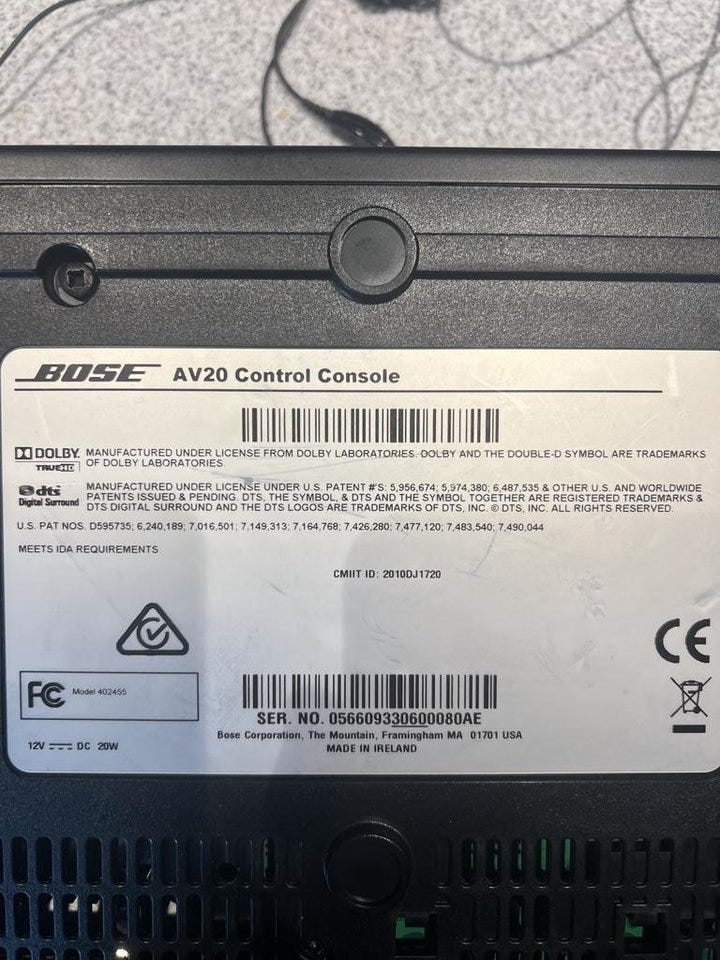 BOSE AV20 Control Console
DOLBY TRUEHD
MANUFACTURED UNDER LICENSE FROM DOLBY LABORATORIES. DOLBY AND THE DOUBLE-D SYMBOL ARE TRADEMARKS
OF DOLBY LABORATORIES
dts Digital Surround
MANUFACTURED UNDER LICENSE UNDER U.S. PATENT #'S: 5,956,674; 5,974,380; 6,487,535 & OTHER U.S. AND WORLDWIDE
PATENTS ISSUED & PENDING. DTS, THE SYMBOL, & DTS AND THE SYMBOL TOGETHER ARE REGISTERED TRADEMARKS &
DTS DIGITAL SURROUND AND THE DTS LOGOS ARE TRADEMARKS OF DTS, INC. © DTS, INC. ALL RIGHTS RESERVED.
U.S. PAT NOS. D595735; 6,240,189; 7,016,501; 7,149,313; 7,164,768; 7,426,280; 7,477,120; 7,483,540; 7,490,044
MEETS IDA REQUIREMENTS
CMIIT ID: 2010DJ1720
CE
FC Model 402455
SER. NO. 056609330600080AE
Bose Corporation, The Mountain, Framingham MA 01701 USA
12V DC 20W
MADE IN IRELAND